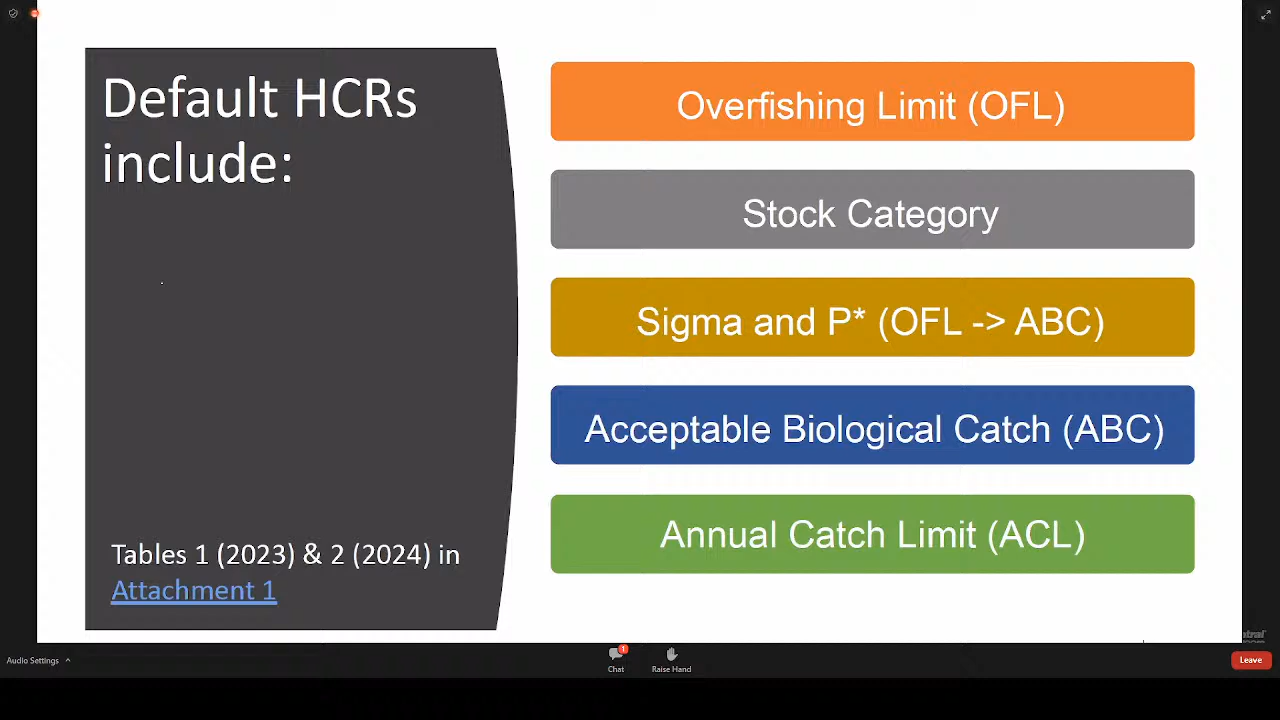 Default HCRs
include:
Overfishing Limit (OFL)
Stock Category
Sigma and P* (OFL -> ABC)
Acceptable Biological Catch (ABC)
Annual Catch Limit (ACL)
Tables 1 (2023) & 2 (2024) in
Attachment 1
Audio Settings
1
Chat
Raise Hand
Leave